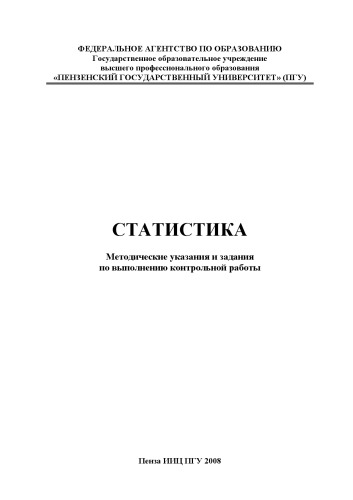 ФЕДЕРАЛЬНОЕ АГЕНТСТВО ПО ОБРАЗОВАНИЮ
Государственное образовательное учреждение
высшего профессионального образования
«ПЕНЗЕНСКИЙ ГОСУДАРСТВЕННЫЙ УНИВЕРСИТЕТ» (ПГУ)
СТАТИСТИКА
Методические указания и задания
по выполнению контрольной работы
Пенза ИИЦ ПГУ 2008